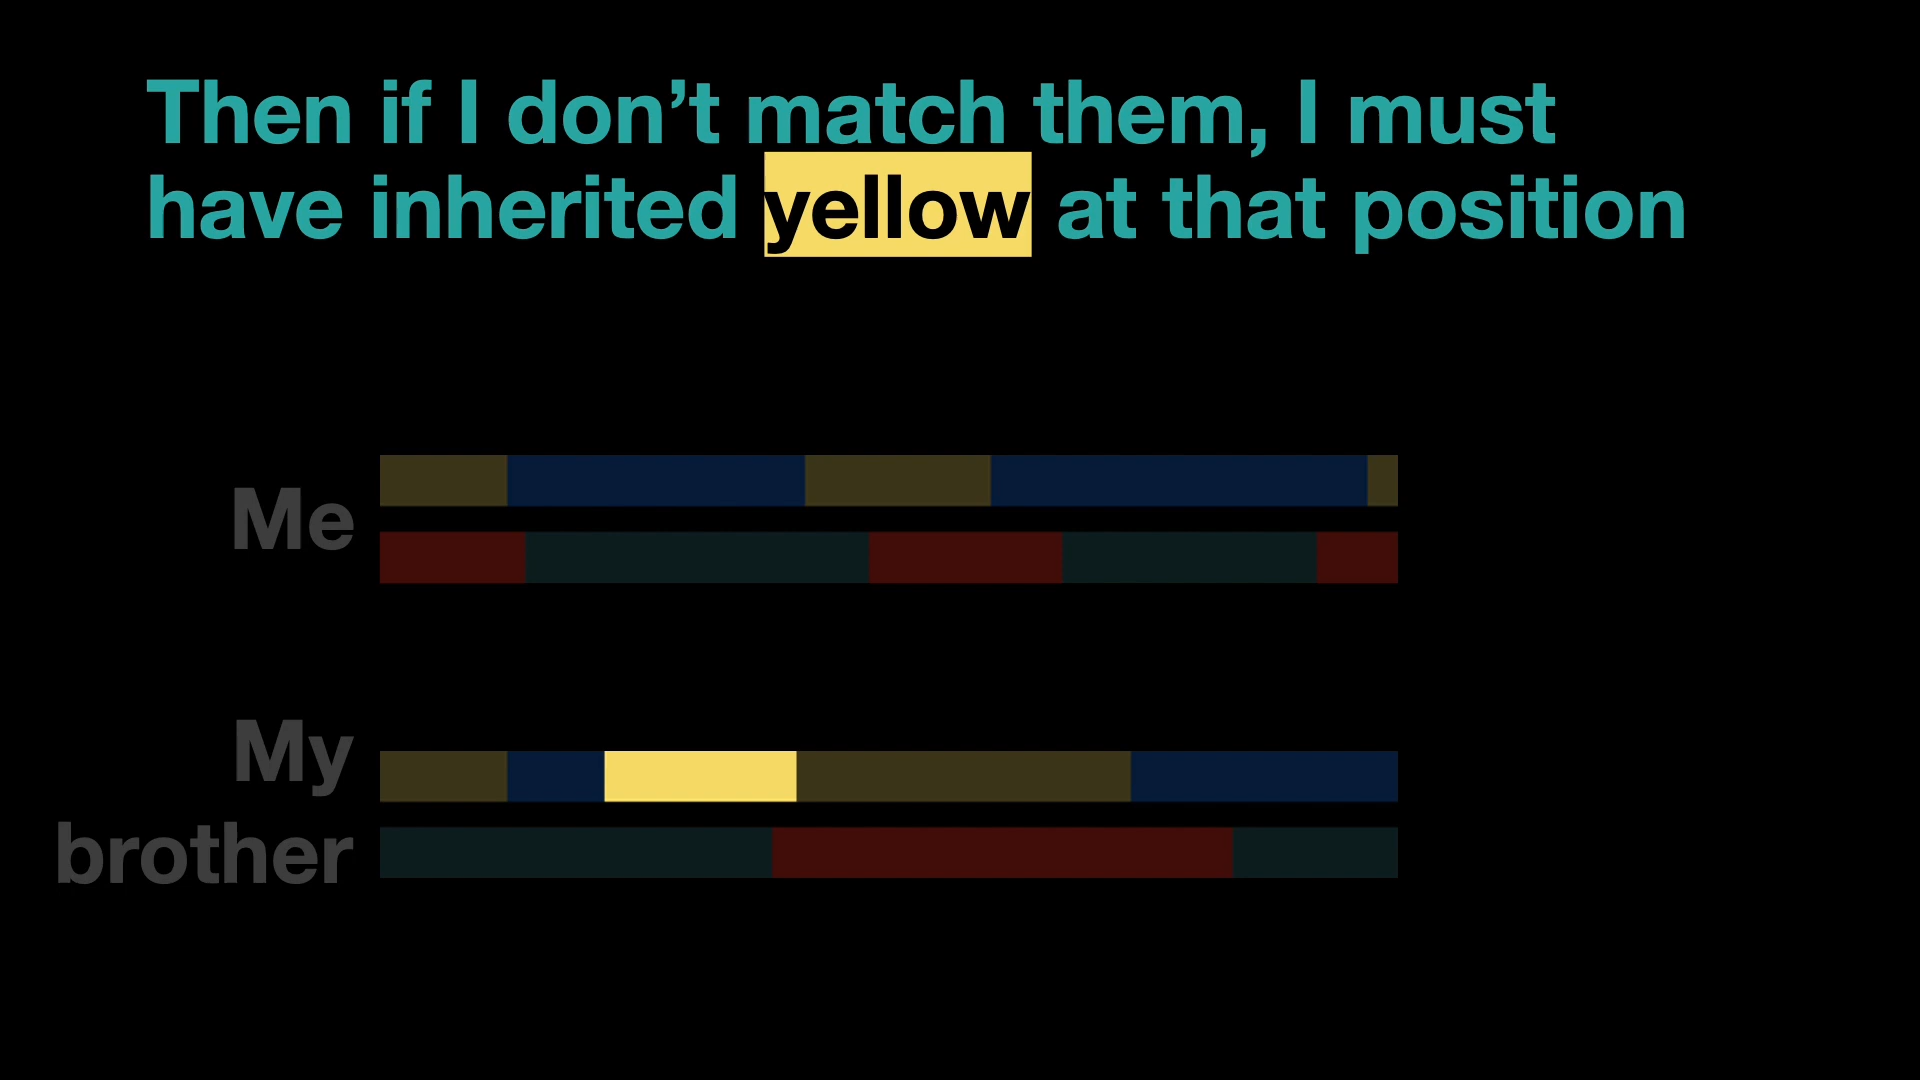 Then if I don’t match them, I must
have inherited yellow at that position
Me
My
brother